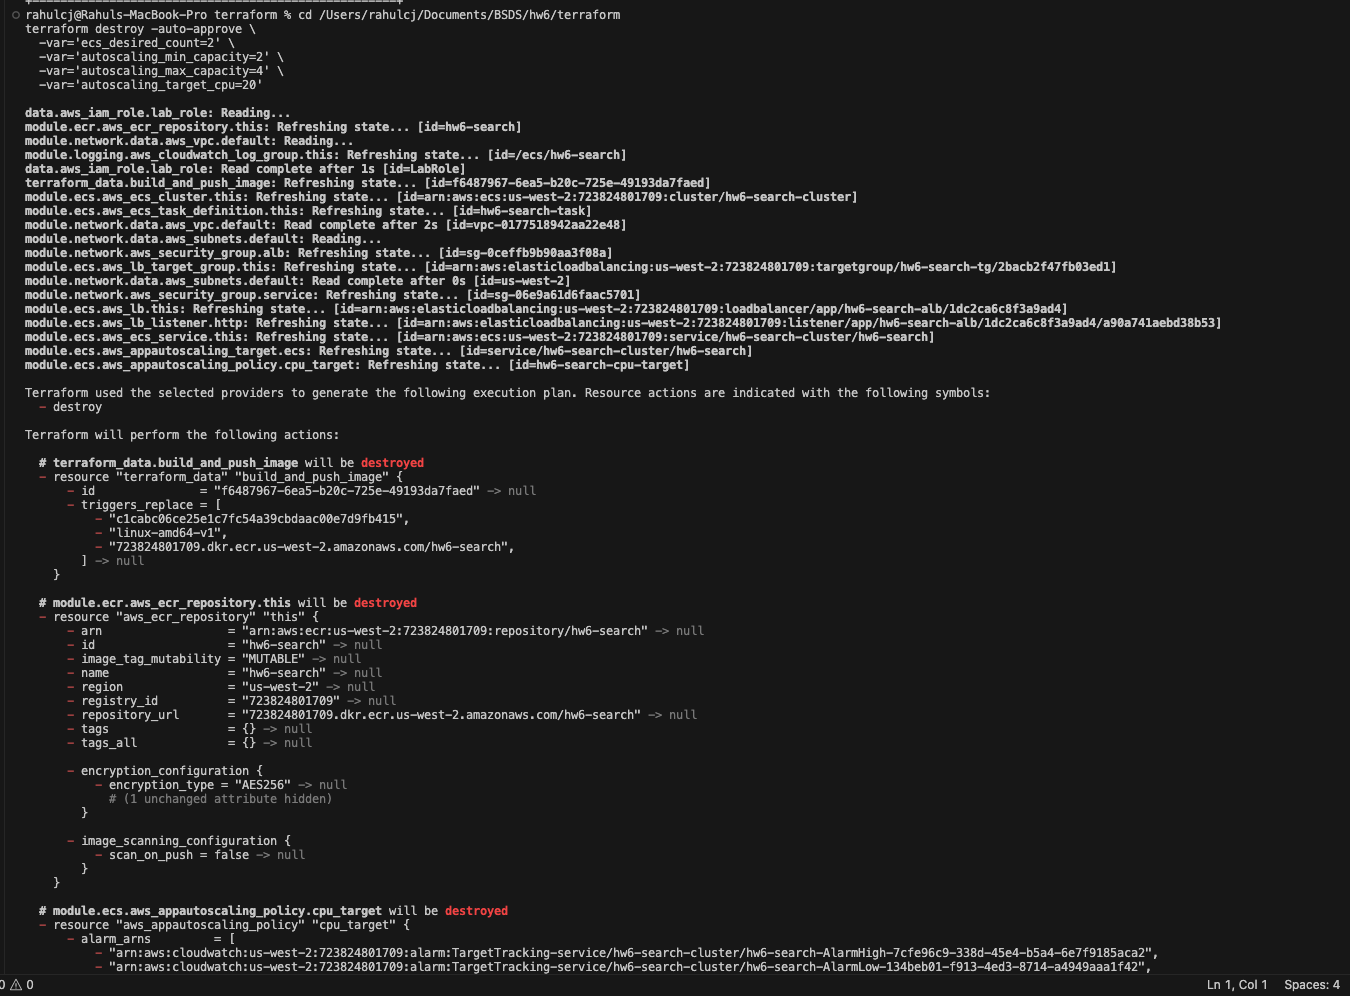 rahulcj@Rahuls-MacBook-Pro terraform % cd /Users/rahulcj/Documents/BSDS/hw6/terraform
terraform destroy -auto-approve \
  -var='ecs_desired_count=2' \
  -var='autoscaling_min_capacity=2' \
  -var='autoscaling_max_capacity=4' \
  -var='autoscaling_target_cpu=20'
data.aws_iam_role.lab_role: Reading...
module.ecr.aws_ecr_repository.this: Refreshing state... [id=hw6-search]
module.network.data.aws_vpc.default: Reading...
module.logging.aws_cloudwatch_log_group.this: Refreshing state... [id=/ecs/hw6-search]
data.aws_iam_role.lab_role: Read complete after 1s [id=LabRole]
terraform_data.build_and_push_image: Refreshing state... [id=f6487967-6ea5-b20c-725e-49193da7faed]
module.ecs.aws_ecs_cluster.this: Refreshing state... [id=arn:aws:ecs:us-west-2:723824801709:cluster/hw6-search-cluster]
module.ecs.aws_ecs_task_definition.this: Refreshing state... [id=hw6-search-task]
module.network.data.aws_vpc.default: Read complete after 2s [id=vpc-0177518942aa22e48]
module.network.data.aws_subnets.default: Reading...
module.network.aws_security_group.alb: Refreshing state... [id=sg-0ceffb9b90aa3f08a]
module.ecs.aws_lb_target_group.this: Refreshing state... [id=arn:aws:elasticloadbalancing:us-west-2:723824801709:targetgroup/hw6-search-tg/2bacb2f47fb03ed1]
module.network.data.aws_subnets.default: Read complete after 0s [id=us-west-2]
module.network.aws_security_group.service: Refreshing state... [id=sg-06e9a61d6faac5701]
module.ecs.aws_lb.this: Refreshing state... [id=arn:aws:elasticloadbalancing:us-west-2:723824801709:loadbalancer/app/hw6-search-alb/1dc2ca6c8f3a9ad4]
module.ecs.aws_lb_listener.http: Refreshing state... [id=arn:aws:elasticloadbalancing:us-west-2:723824801709:listener/app/hw6-search-alb/1dc2ca6c8f3a9ad4/a90a741aebd38b53]
module.ecs.aws_ecs_service.this: Refreshing state... [id=arn:aws:ecs:us-west-2:723824801709:service/hw6-search-cluster/hw6-search]
module.ecs.aws_appautoscaling_target.ecs: Refreshing state... [id=service/hw6-search-cluster/hw6-search]
module.ecs.aws_appautoscaling_policy.cpu_target: Refreshing state... [id=hw6-search-cpu-target]
Terraform used the selected providers to generate the following execution plan. Resource actions are indicated with the following symbols:
  - destroy
Terraform will perform the following actions:
  # terraform_data.build_and_push_image will be destroyed
  - resource "terraform_data" "build_and_push_image" {
      - id               = "f6487967-6ea5-b20c-725e-49193da7faed" -> null
      - triggers_replace = [
          - "c1cabc06ce25e1c7fc54a39cbdaac00e7d9fb415",
          - "linux-amd64-v1",
          - "723824801709.dkr.ecr.us-west-2.amazonaws.com/hw6-search",
        ] -> null
    }
  # module.ecr.aws_ecr_repository.this will be destroyed
  - resource "aws_ecr_repository" "this" {
      - arn                  = "arn:aws:ecr:us-west-2:723824801709:repository/hw6-search" -> null
      - id                   = "hw6-search" -> null
      - image_tag_mutability = "MUTABLE" -> null
      - name                 = "hw6-search" -> null
      - region               = "us-west-2" -> null
      - registry_id          = "723824801709" -> null
      - repository_url       = "723824801709.dkr.ecr.us-west-2.amazonaws.com/hw6-search" -> null
      - tags                 = {} -> null
      - tags_all             = {} -> null
      - encryption_configuration {
          - encryption_type = "AES256" -> null
            # (1 unchanged attribute hidden)
        }
      - image_scanning_configuration {
          - scan_on_push = false -> null
        }
    }
  # module.ecs.aws_appautoscaling_policy.cpu_target will be destroyed
  - resource "aws_appautoscaling_policy" "cpu_target" {
      - alarm_arns         = [
          - "arn:aws:cloudwatch:us-west-2:723824801709:alarm:TargetTracking-service/hw6-search-cluster/hw6-search-AlarmHigh-7cfe96c9-338d-45e4-b5a4-6e7f9185aca2",
          - "arn:aws:cloudwatch:us-west-2:723824801709:alarm:TargetTracking-service/hw6-search-cluster/hw6-search-AlarmLow-134beb01-f913-4ed3-8714-a4949aaa1f42",
0 ⚠ 0 Ln 1, Col 1 Spaces: 4